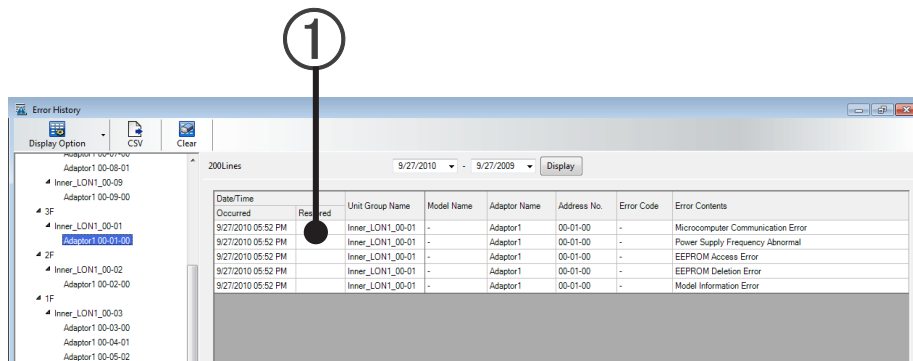 ①
Error History
Display Option CSV Clear
Adaptor1 00-07-00
Adaptor1 00-08-01
Inner_LON1_00-09
Adaptor1 00-09-00
3F
Inner_LON1_00-01
Adaptor1 00-01-00
2F
Inner_LON1_00-02
Adaptor1 00-02-00
1F
Inner_LON1_00-03
Adaptor1 00-03-00
Adaptor1 00-04-01
Adaptor1 00-05-02
200Lines 9/27/2010 - 9/27/2009 Display
Date/Time Unit Group Name Model Name Adaptor Name Address No. Error Code Error Contents
Occurred Restored
9/27/2010 05:52 PM Inner_LON1_00-01 - Adaptor1 00-01-00 - Microcomputer Communication Error
9/27/2010 05:52 PM Inner_LON1_00-01 - Adaptor1 00-01-00 - Power Supply Frequency Abnormal
9/27/2010 05:52 PM Inner_LON1_00-01 - Adaptor1 00-01-00 - EEPROM Access Error
9/27/2010 05:52 PM Inner_LON1_00-01 - Adaptor1 00-01-00 - EEPROM Deletion Error
9/27/2010 05:52 PM Inner_LON1_00-01 - Adaptor1 00-01-00 - Model Information Error